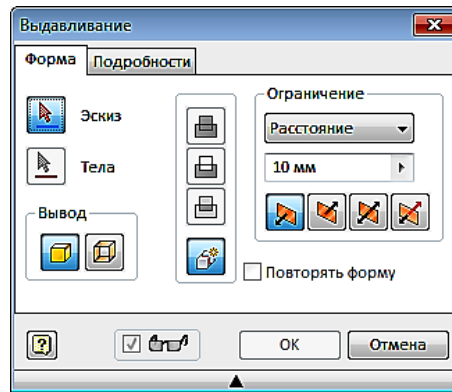 Выдавливание
Форма
Подробности
Эскиз
Тела
Вывод
Ограничение
Расстояние
10 мм
Повторять форму
ОК
Отмена